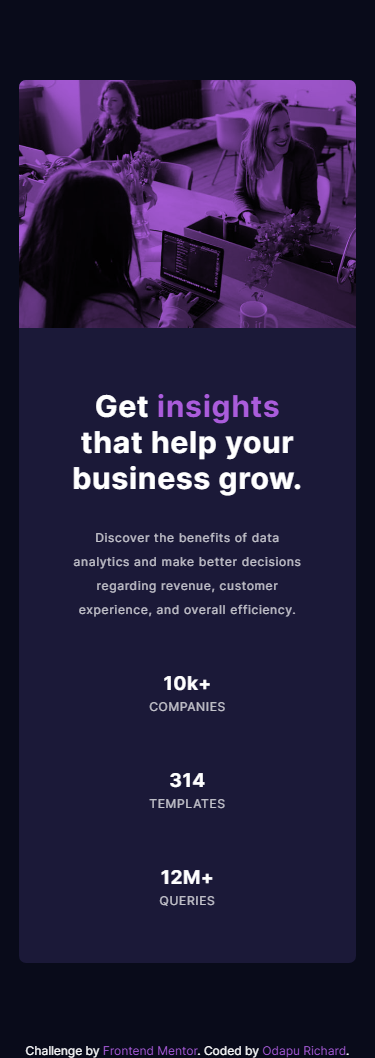 Get insights
that help your
business grow.
Discover the benefits of data
analytics and make better decisions
regarding revenue, customer
experience, and overall efficiency.
10k+
COMPANIES
314
TEMPLATES
12M+
QUERIES
Challenge by Frontend Mentor. Coded by Odapu Richard.